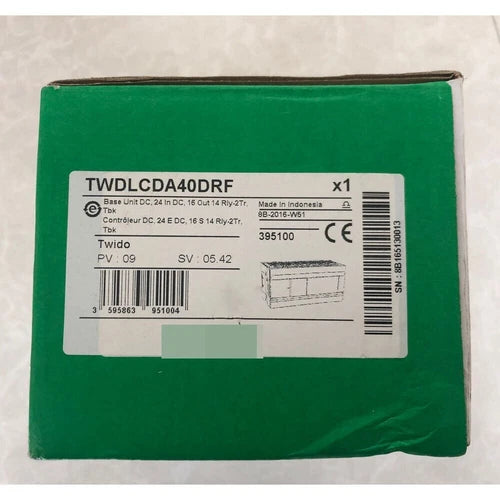 TWDLCDA40DRF x1
Base Unit DC, 24 In DC, 16 Out 14 Rly-2Tr,
Tbk
Contrôleur DC, 24 E DC, 16 S 14 Rly-2Tr,
Tbk
Made in Indonesia
8B-2016-W51
Twido
395100
CE
PV : 09 SV : 05.42
3 595863 951004
SN : 8B165130013